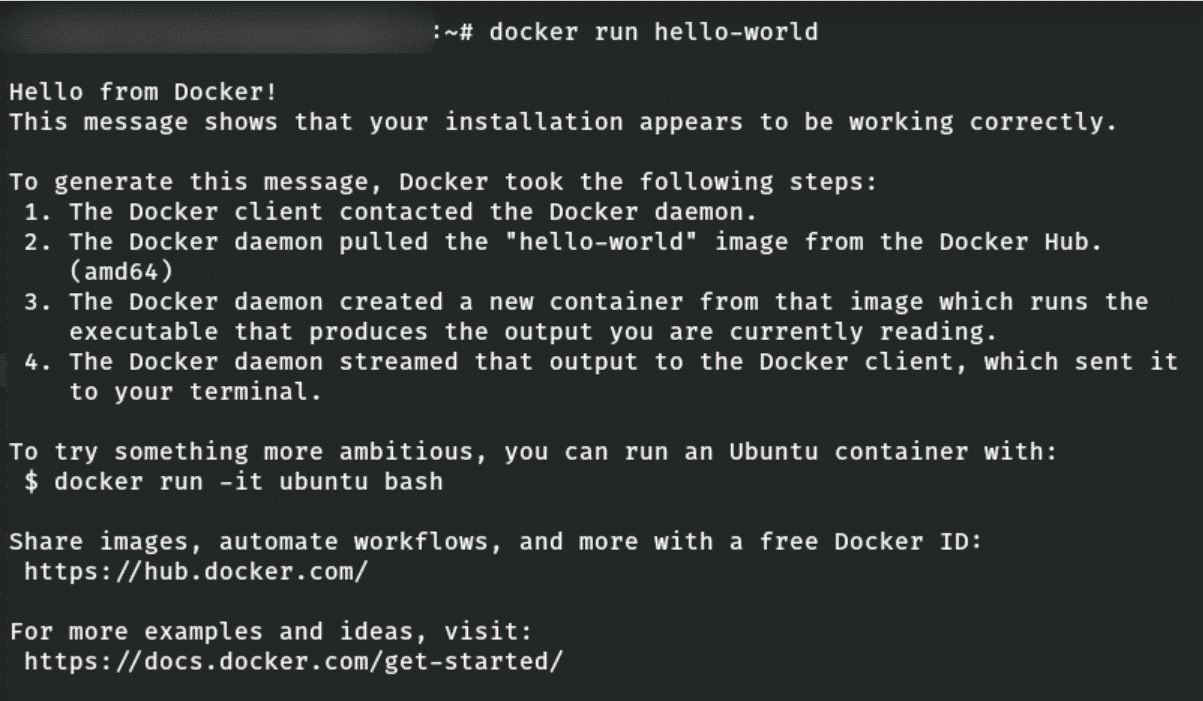 :~# docker run hello-world
Hello from Docker!
This message shows that your installation appears to be working correctly.
To generate this message, Docker took the following steps:
1. The Docker client contacted the Docker daemon.
2. The Docker daemon pulled the "hello-world" image from the Docker Hub.
(amd64)
3. The Docker daemon created a new container from that image which runs the
executable that produces the output you are currently reading.
4. The Docker daemon streamed that output to the Docker client, which sent it
to your terminal.
To try something more ambitious, you can run an Ubuntu container with:
$ docker run -it ubuntu bash
Share images, automate workflows, and more with a free Docker ID:
https://hub.docker.com/
For more examples and ideas, visit:
https://docs.docker.com/get-started/